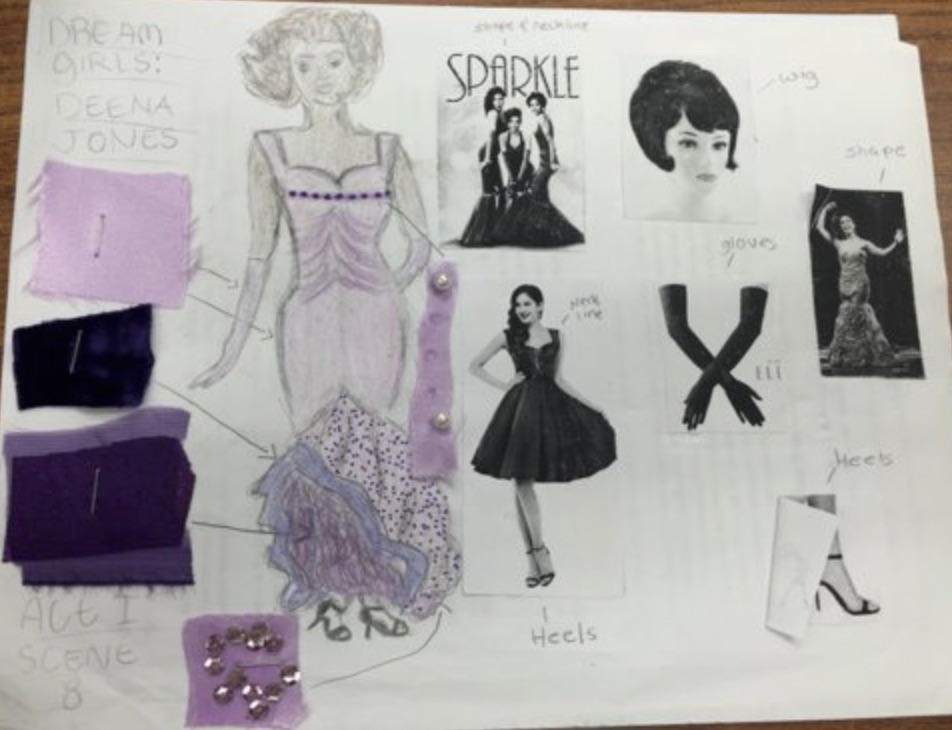 DREAM
GIRLS:
DEENA
JONES
shape & neckline
SPARKLE
wig
shape
gloves
Neck
line
Heels
Heels
ACT I
SCENE
8